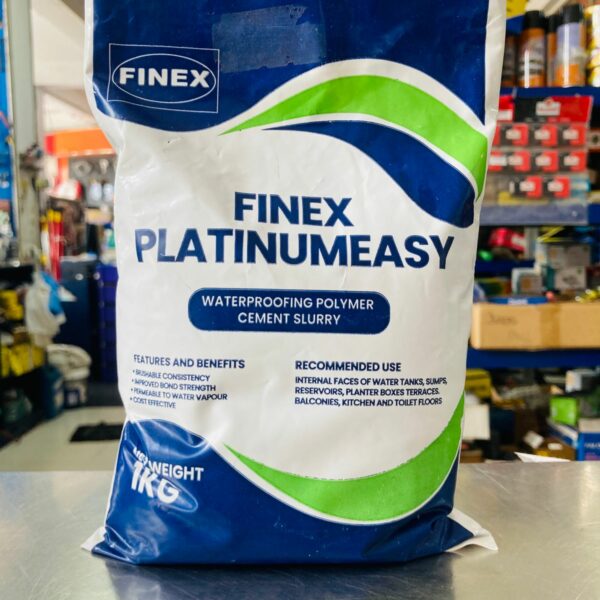 FINEX
FINEX
PLATINUMEASY
WATERPROOFING POLYMER
CEMENT SLURRY
FEATURES AND BENEFITS
• BRUSHABLE CONSISTENCY
• IMPROVED BOND STRENGTH
• PERMEABLE TO WATER VAPOUR
• COST EFFECTIVE
RECOMMENDED USE
INTERNAL FACES OF WATER TANKS, SUMPS,
RESERVOIRS, PLANTER BOXES TERRACES.
BALCONIES, KITCHEN AND TOILET FLOORS
NET WEIGHT
1KG